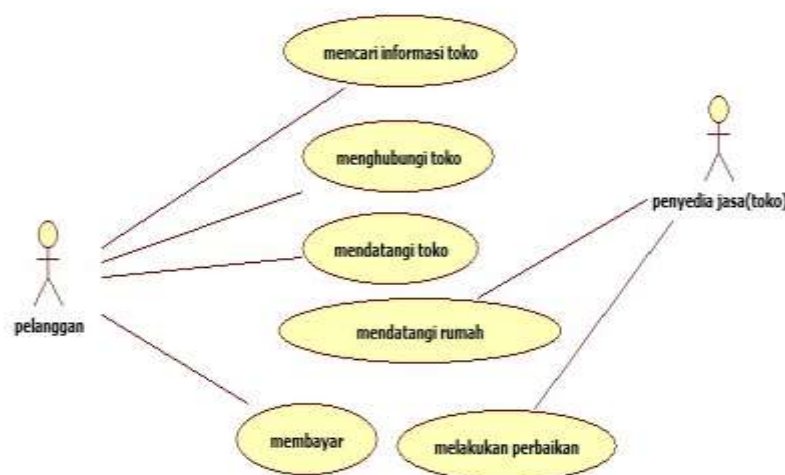 mencari informasi toko
menghubungi toko
penyedia jasa(toko)
mendatangi toko
pelanggan
mendatangi rumah
membayar
melakukan perbaikan